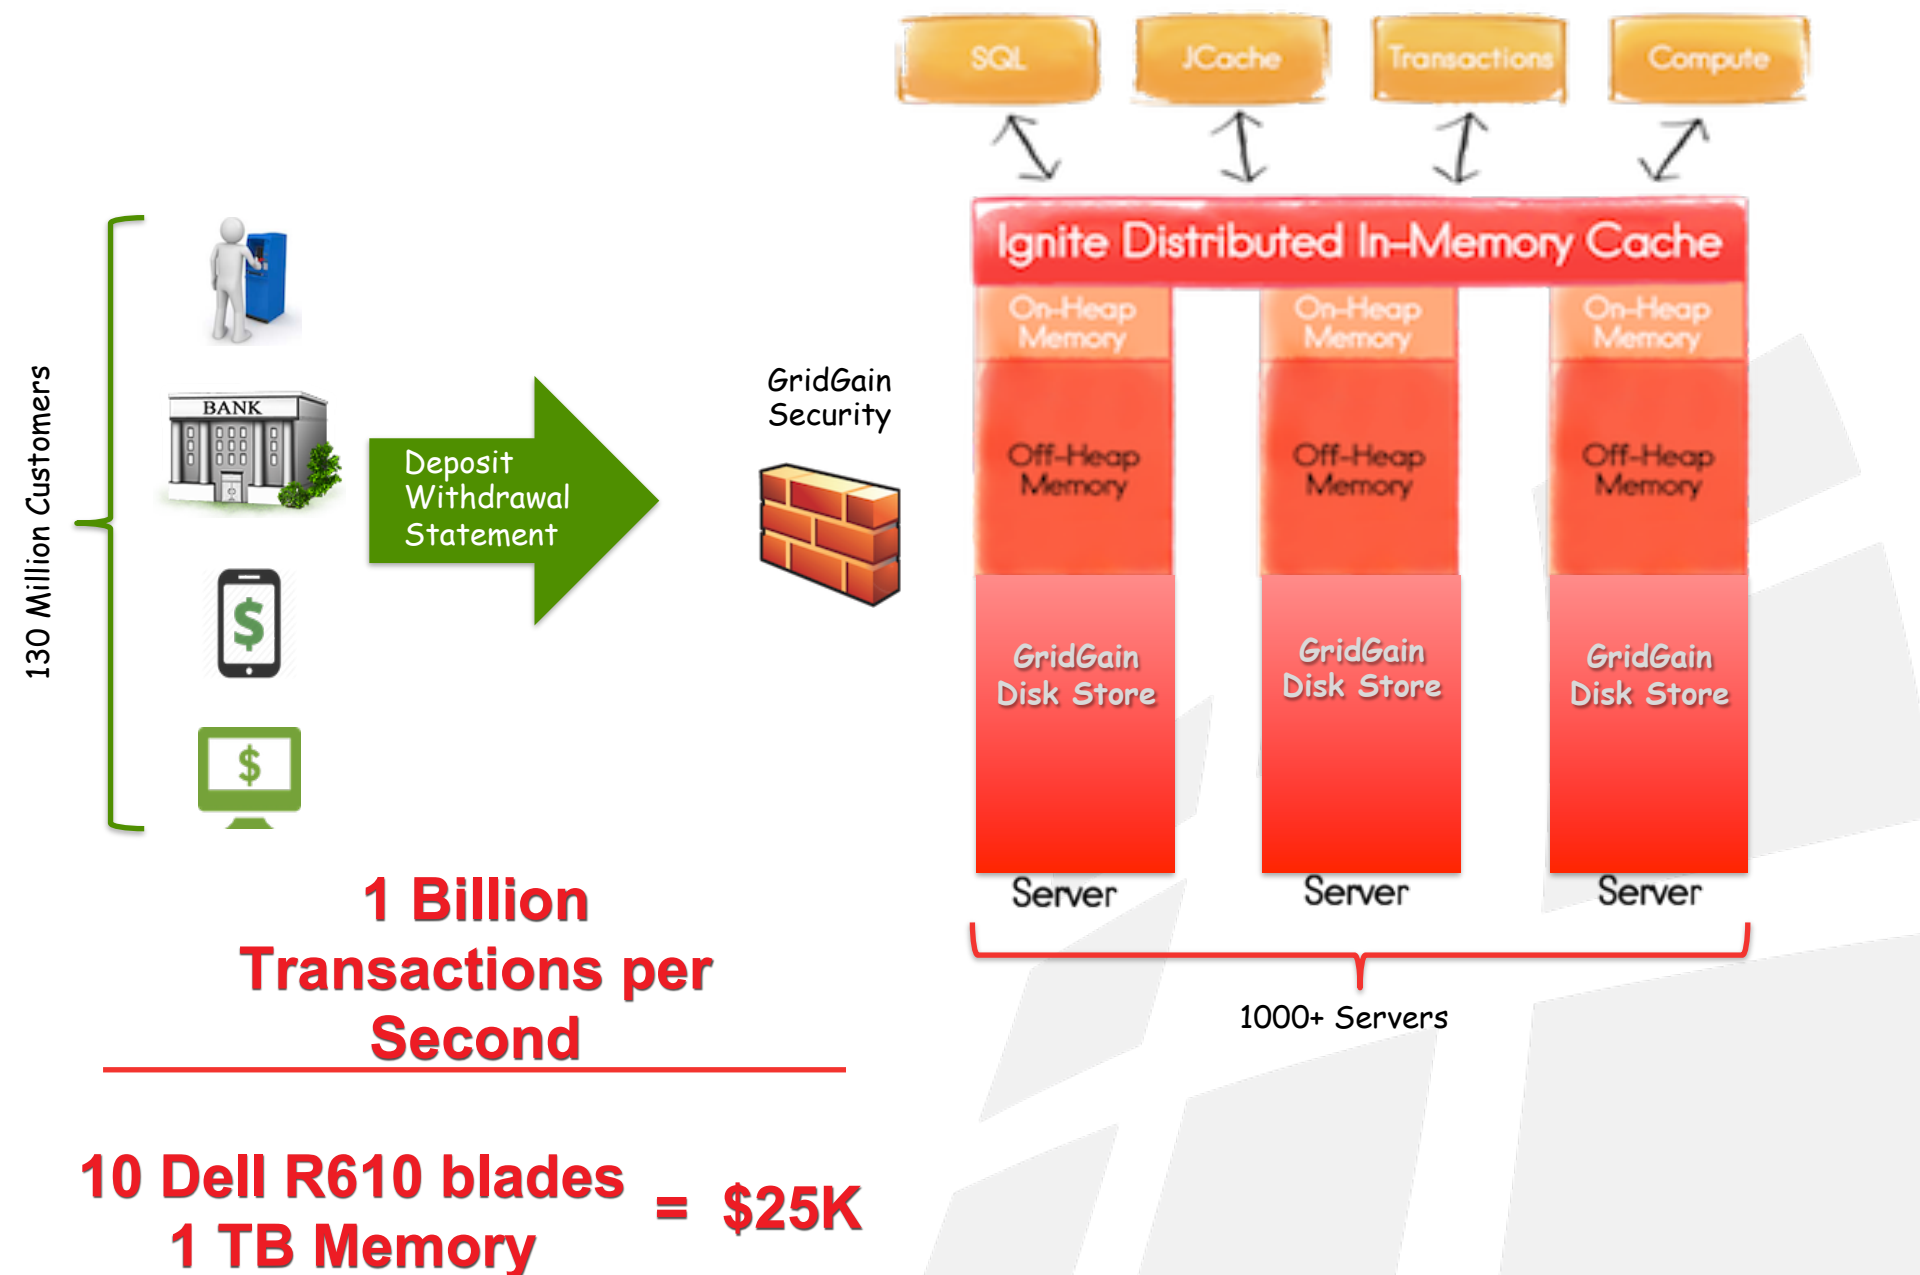 SQL
JCache
Transactions
Compute
Ignite Distributed In-Memory Cache
On-Heap
Memory
On-Heap
Memory
On-Heap
Memory
Off-Heap
Memory
Off-Heap
Memory
Off-Heap
Memory
GridGain
Disk Store
GridGain
Disk Store
GridGain
Disk Store
Server
Server
Server
1000+ Servers
130 Million Customers
BANK
$
$
Deposit
Withdrawal
Statement
GridGain
Security
1 Billion
Transactions per
Second
10 Dell R610 blades
1 TB Memory
= $25K